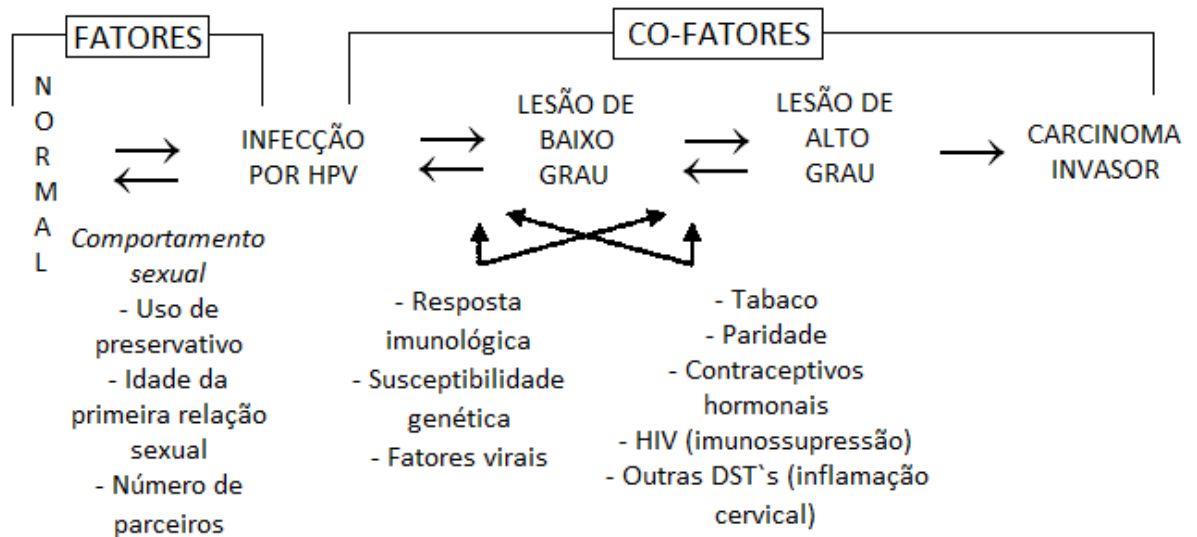 FATORES
CO-FATORES
N
O
R
M
A
L
INFECÇÃO
POR HPV
LESÃO DE
BAIXO
GRAU
LESÃO DE
ALTO
GRAU
CARCINOMA
INVASOR
Comportamento
sexual
- Uso de
preservativo
- Idade da
primeira relação
sexual
- Número de
parceiros
- Resposta
imunológica
- Susceptibilidade
genética
- Fatores virais
- Tabaco
- Paridade
- Contraceptivos
hormonais
- HIV (imunossupressão)
- Outras DST`s (inflamação
cervical)